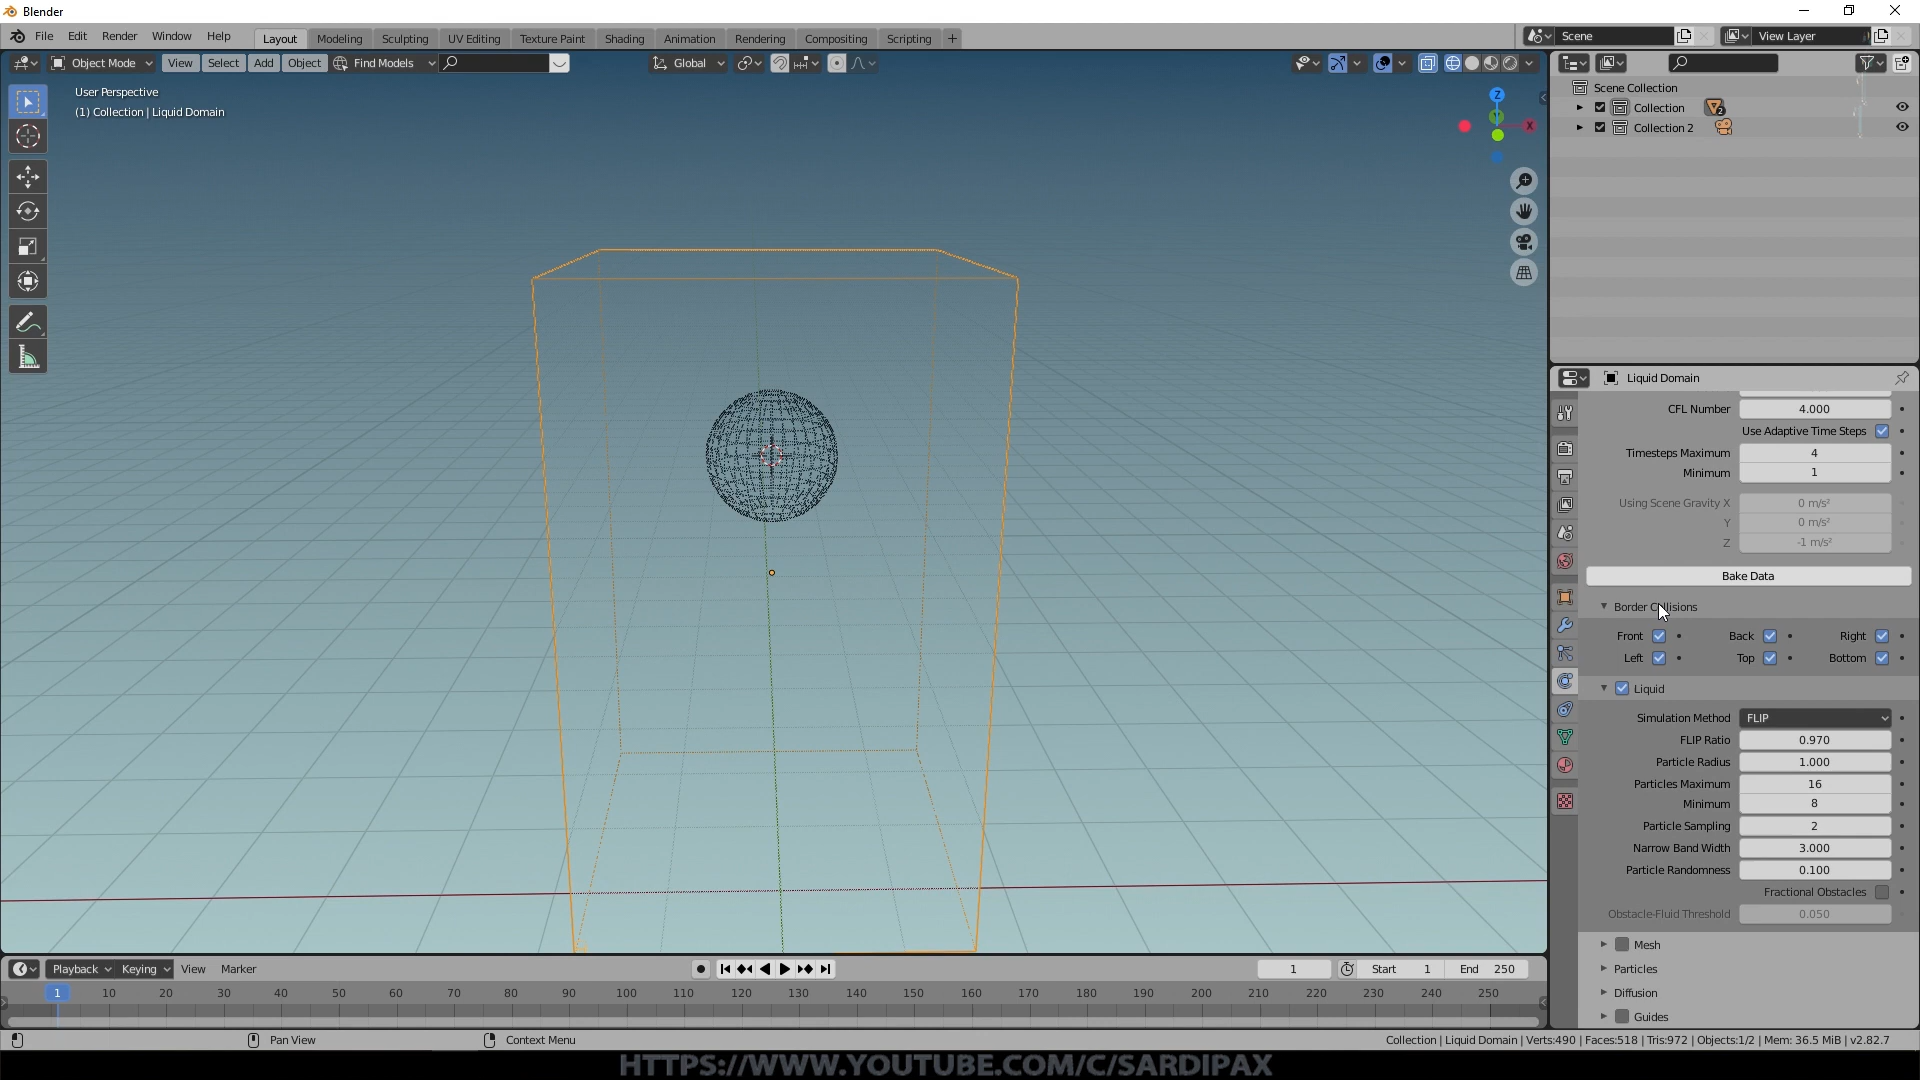 Blender
File Edit Render Window Help
Layout Modeling Sculpting UV Editing Texture Paint Shading Animation Rendering Compositing Scripting +
Scene View Layer
Object Mode View Select Add Object Find Models Global
User Perspective
(1) Collection | Liquid Domain
Z
X
Scene Collection
Collection 2
Collection 2
Liquid Domain
CFL Number 4.000
Use Adaptive Time Steps
Timesteps Maximum 4
Minimum 1
Using Scene Gravity X 0 m/s²
Y 0 m/s²
Z -1 m/s²
Bake Data
Border Collisions
Front Back Right
Left Top Bottom
Liquid
Simulation Method FLIP
FLIP Ratio 0.970
Particle Radius 1.000
Particles Maximum 16
Minimum 8
Particle Sampling 2
Narrow Band Width 3.000
Particle Randomness 0.100
Fractional Obstacles
Obstacle-Fluid Threshold 0.050
Mesh
Particles
Diffusion
Guides
Playback Keying View Marker 1 Start 1 End 250
1 10 20 30 40 50 60 70 80 90 100 110 120 130 140 150 160 170 180 190 200 210 220 230 240 250
Pan View Context Menu Collection | Liquid Domain | Verts:490 | Faces:518 | Tris:972 | Objects:1/2 | Mem: 36.5 MiB | v2.82.7
HTTPS://WWW.YOUTUBE.COM/C/SARDIPAX